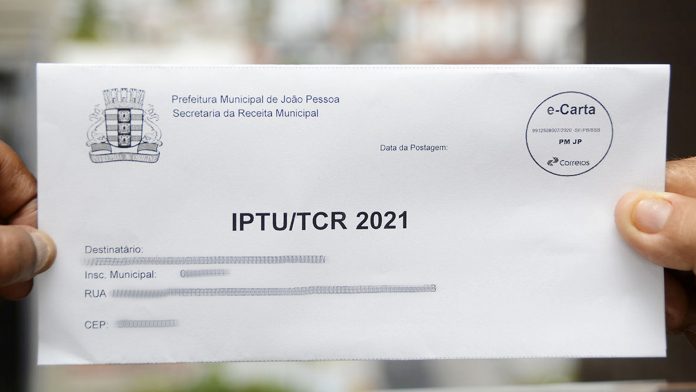 Prefeitura Municipal de João Pessoa
Secretaria da Receita Municipal
e-Carta
PM JP
Correios
Data da Postagem:
IPTU/TCR 2021
Destinatário:
Insc. Municipal:
RUA
CEP: